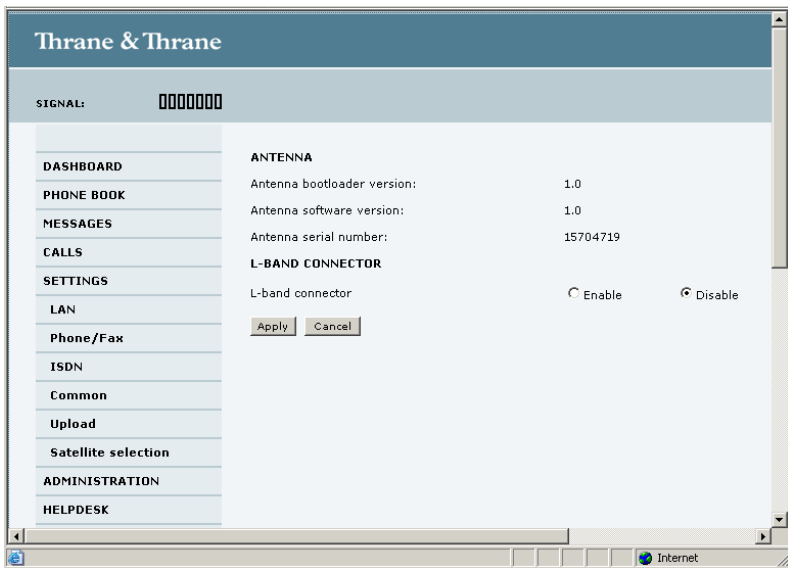 Thrane & Thrane
SIGNAL:
DASHBOARD
PHONE BOOK
MESSAGES
CALLS
SETTINGS
LAN
Phone/Fax
ISDN
Common
Upload
Satellite selection
ADMINISTRATION
HELPDESK
ANTENNA
Antenna bootloader version: 1.0
Antenna software version: 1.0
Antenna serial number: 15704719
L-BAND CONNECTOR
L-band connector Enable Disable
Apply Cancel
Internet